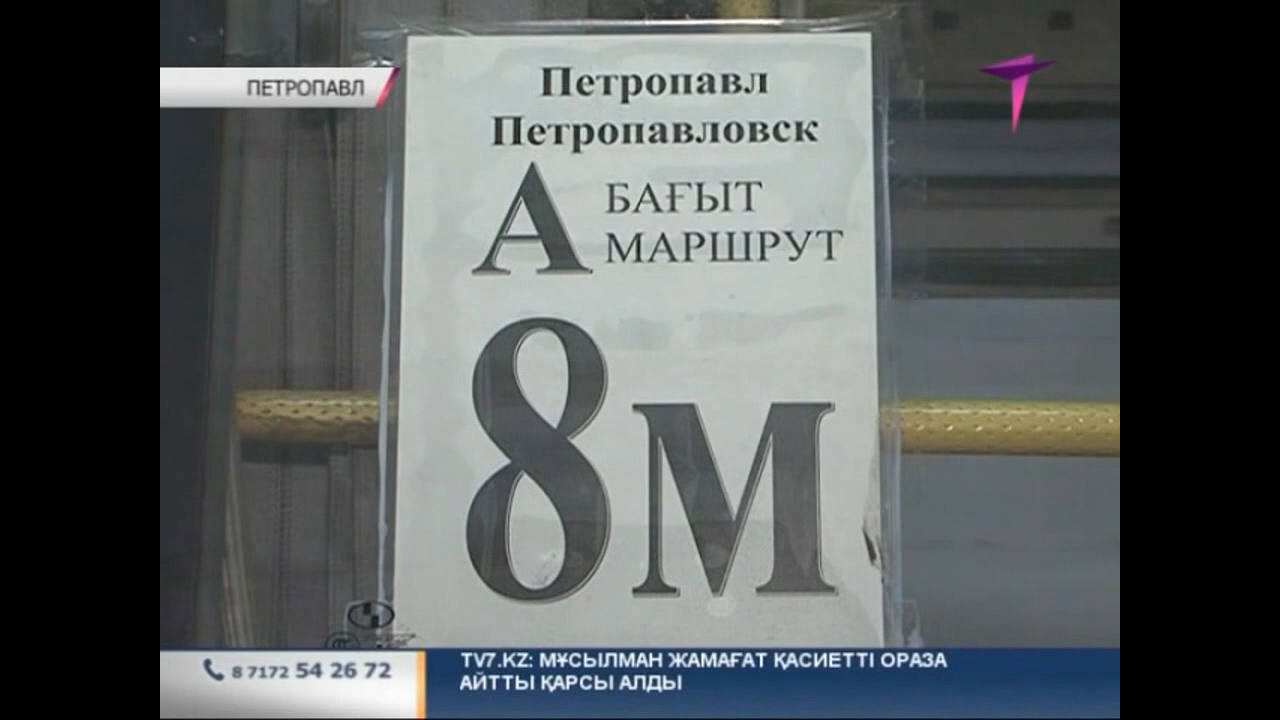 ПЕТРОПАВЛ
Петропавл
Петропавловск
А БАҒЫТ
МАРШРУТ
8М
8 7172 54 26 72
TV7.KZ: МҰСЫЛМАН ЖАМАҒАТ ҚАСИЕТТІ ОРАЗА
АЙТТЫ ҚАРСЫ АЛДЫ